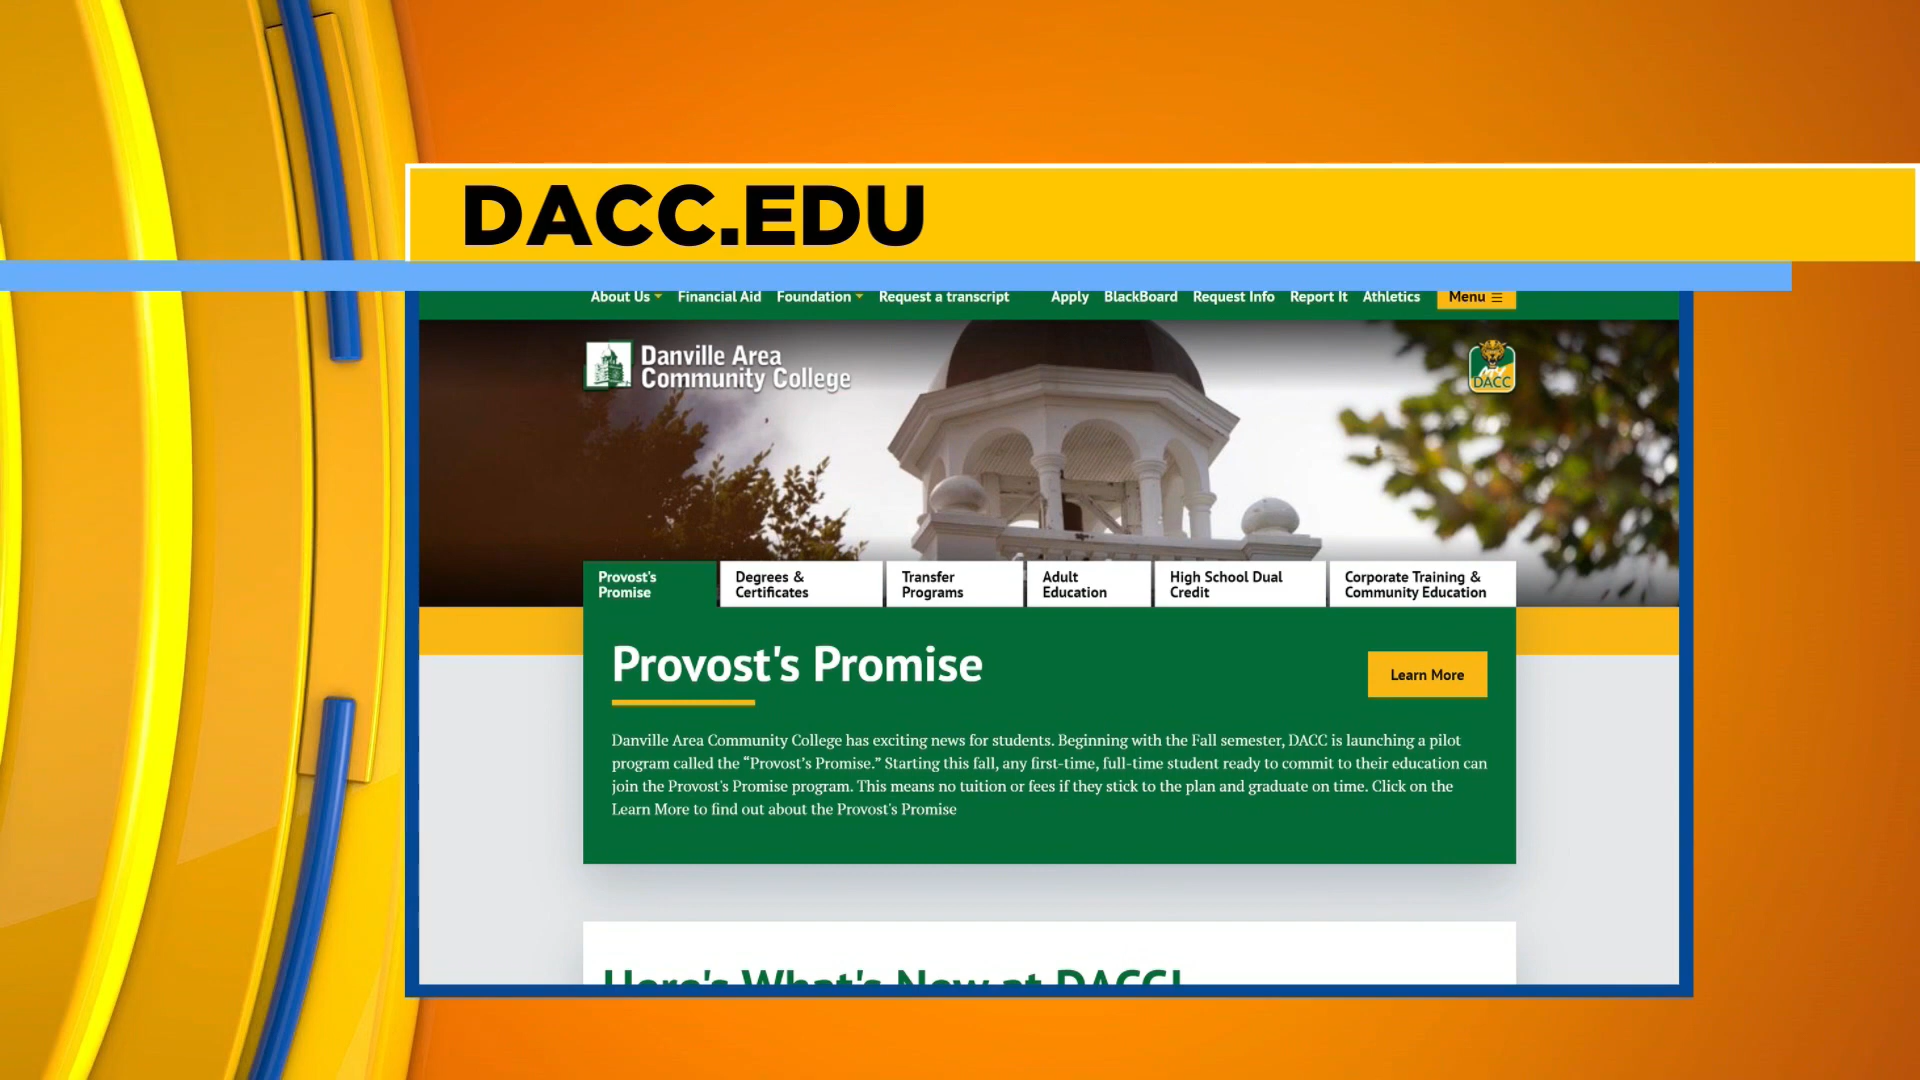 DACC.EDU
About Us Financial Aid Foundation Request a transcript Apply BlackBoard Request Info Report It Athletics Menu
Danville Area
Community College
MY
DACC
Provost's
Promise
Degrees &
Certificates
Transfer
Programs
Adult
Education
High School Dual
Credit
Corporate Training &
Community Education
Provost's Promise
Learn More
Danville Area Community College has exciting news for students. Beginning with the Fall semester, DACC is launching a pilot
program called the “Provost’s Promise.” Starting this fall, any first-time, full-time student ready to commit to their education can
join the Provost's Promise program. This means no tuition or fees if they stick to the plan and graduate on time. Click on the
Learn More to find out about the Provost's Promise
Here's What's New at DACC!